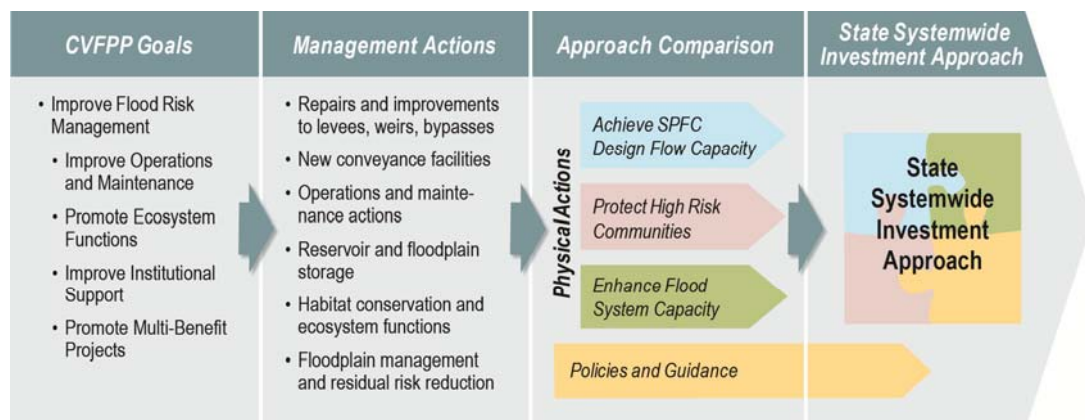 CVFPP Goals
• Improve Flood Risk
Management
• Improve Operations
and Maintenance
• Promote Ecosystem
Functions
• Improve Institutional
Support
• Promote Multi-Benefit
Projects
Management Actions
• Repairs and improvements
to levees, weirs, bypasses
• New conveyance facilities
• Operations and mainte-
nance actions
• Reservoir and floodplain
storage
• Habitat conservation and
ecosystem functions
• Floodplain management
and residual risk reduction
Approach Comparison
Physical Actions
Achieve SPFC
Design Flow Capacity
Protect High Risk
Communities
Enhance Flood
System Capacity
Policies and Guidance
State Systemwide
Investment Approach
State
Systemwide
Investment
Approach